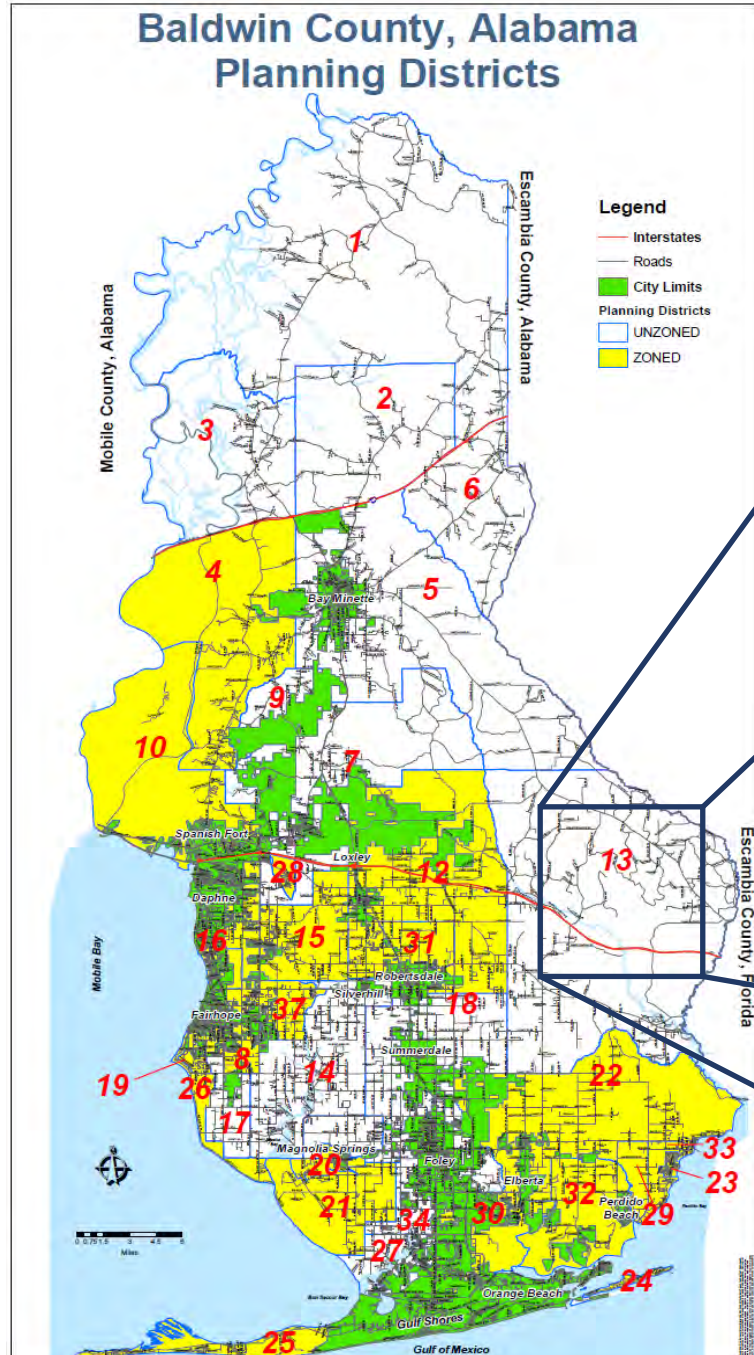 Baldwin County, Alabama
Planning Districts
Escambia County, Alabama
Legend
Interstates
Roads
City Limits
Planning Districts
UNZONED
ZONED
1
Mobile County, Alabama
2
3
6
4
5
Bay Minette
9
10
7
Spanish Fort
Loxley
28
12
13
Escambia County, Florida
Daphne
Mobile Bay
16
15
31
Robertsdale
Silverhill
18
37
Fairhope
Summerdale
8
14
22
19
26
17
Magnolia Springs
20
Foley
Elberta
33
23
21
32
Perdido
Beach
29
34
30
27
Miles
24
Orange Beach
Gulf Shores
25
Gulf of Mexico